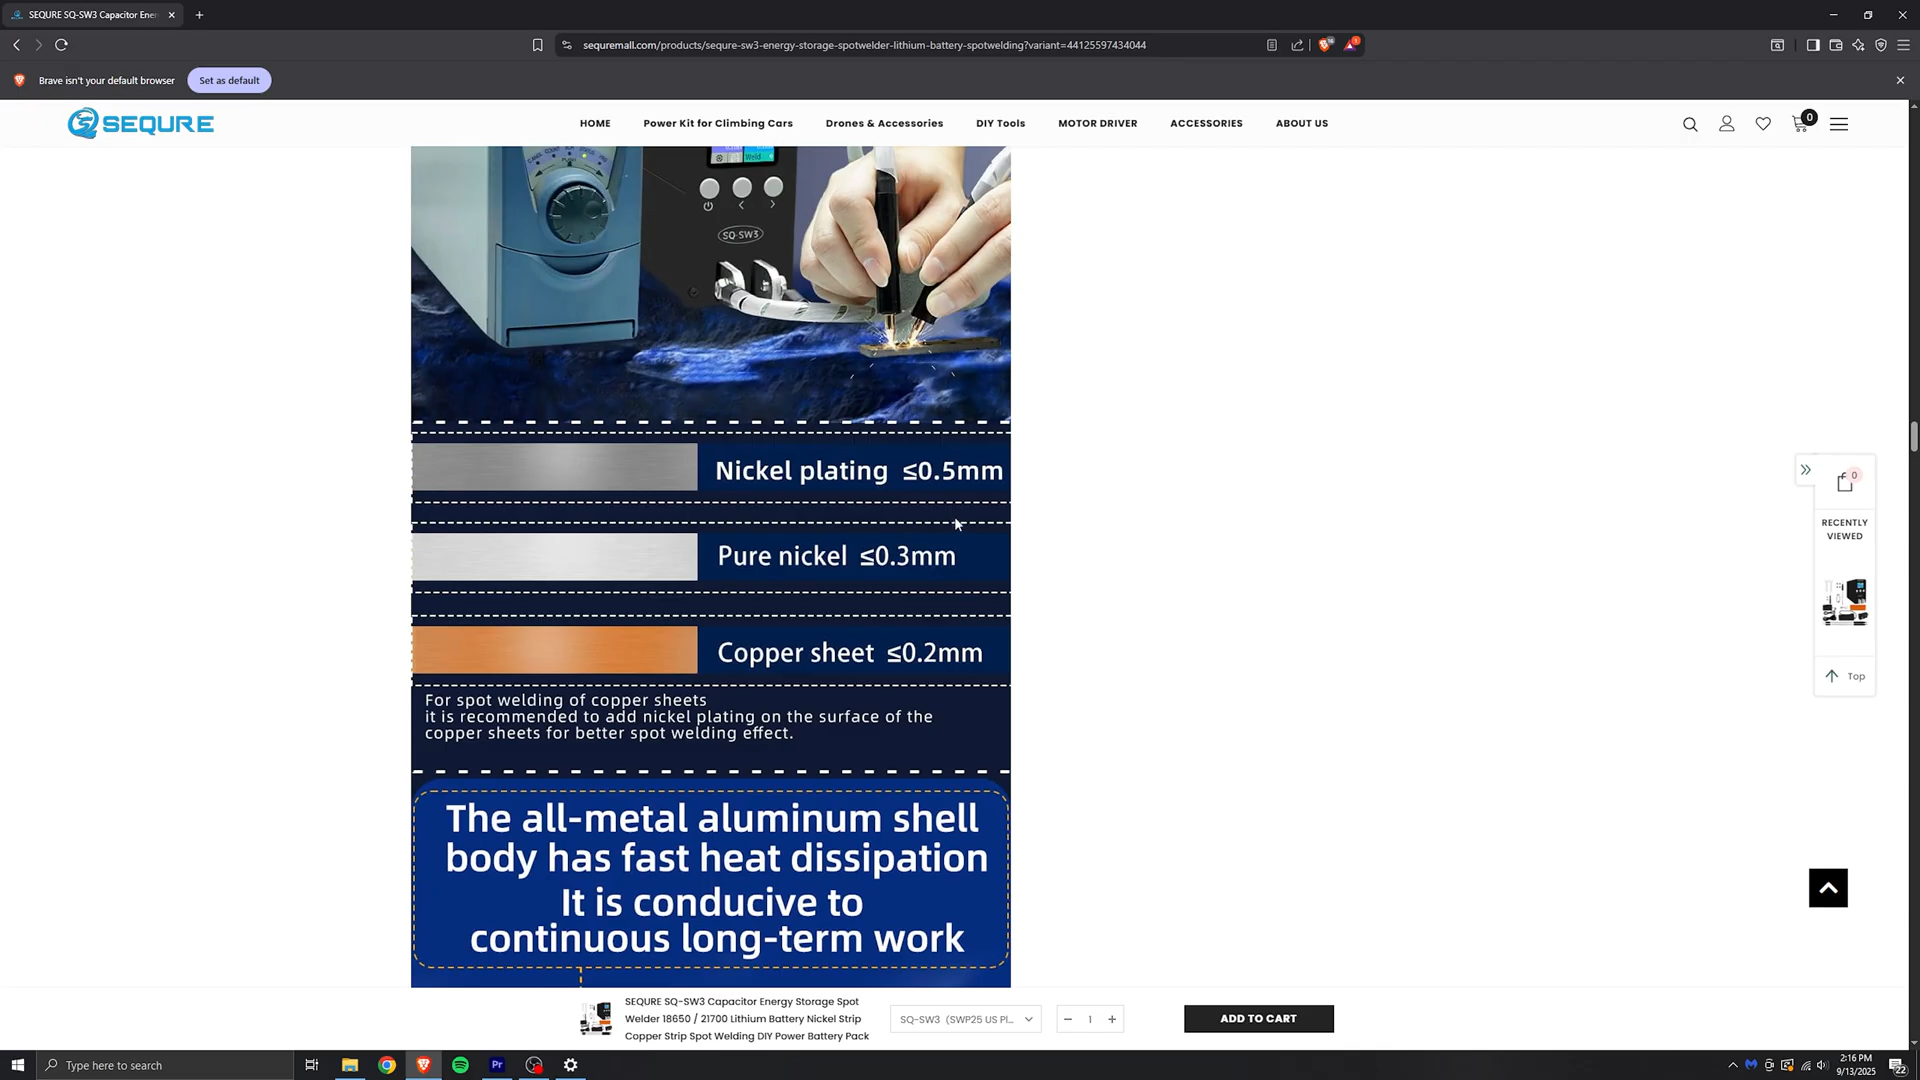 SEQURE SQ-SW3 Capacitor Ener
sequremall.com/products/sequre-sw3-energy-storage-spotwelder-lithium-battery-spotwelding?variant=44125597434044
Brave isn't your default browser
Set as default
SEQURE
HOME
Power Kit for Climbing Cars
Drones & Accessories
DIY Tools
MOTOR DRIVER
ACCESSORIES
ABOUT US
0
Weld
SQ-SW3
Nickel plating ≤0.5mm
Pure nickel ≤0.3mm
Copper sheet ≤0.2mm
For spot welding of copper sheets
it is recommended to add nickel plating on the surface of the
copper sheets for better spot welding effect.
The all-metal aluminum shell
body has fast heat dissipation
It is conducive to
continuous long-term work
0
RECENTLY
VIEWED
Top
SEQURE SQ-SW3 Capacitor Energy Storage Spot
Welder 18650 / 21700 Lithium Battery Nickel Strip
Copper Strip Spot Welding DIY Power Battery Pack
SQ-SW3 (SWP25 US Pl...
1
ADD TO CART
Type here to search
Pr
2:16 PM
9/13/2025
22